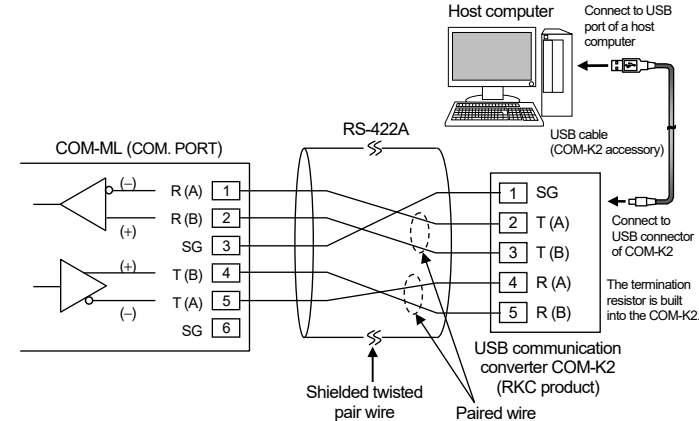 Host computer
Connect to USB
port of a host
computer
RS-422A
USB cable
(COM-K2 accessory)
COM-ML (COM. PORT)
(–)
R (A) 1
R (B) 2
(+)
SG 3
(+)
T (B) 4
T (A) 5
(–)
SG 6
1 SG
2 T (A)
3 T (B)
4 R (A)
5 R (B)
Connect to
USB connector
of COM-K2
The termination
resistor is built
into the COM-K2.
USB communication
converter COM-K2
(RKC product)
Shielded twisted
pair wire
Paired wire